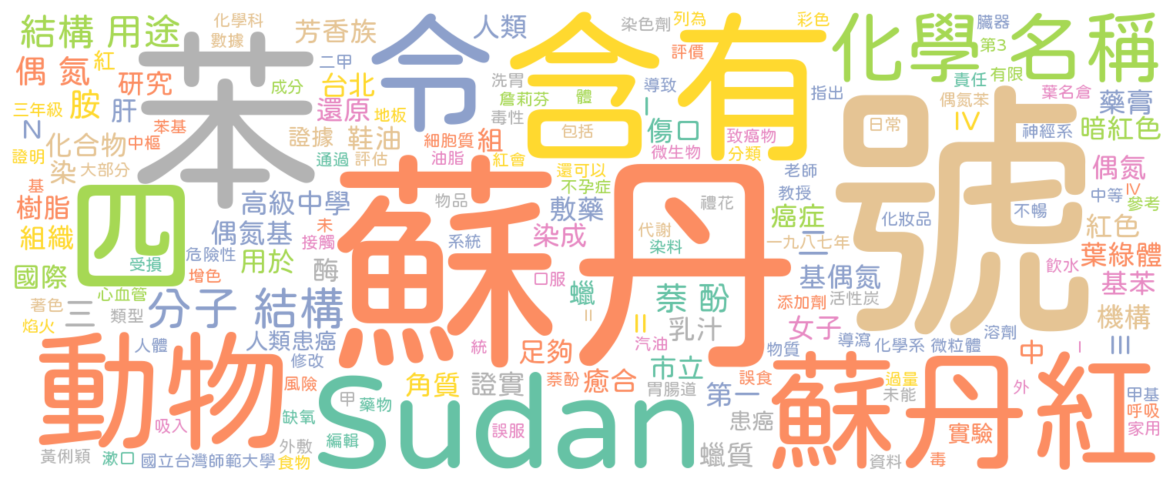 結構 用途
化學科
數據
芳香族
令
人類
含有
染色劑
列為
評價
彩色
化學名稱
臟器
第3
偶 氮
紅
研究
苯
二甲
台北
洗胃
導致
責任
有限
葉名倉
三年級
胺
肝
成分
還原
地板
詹莉芬
體
I
指出
偶氮苯
藥膏
N
苯基
證據
鞋油
毒性
傷口
IV
暗紅色
證明
化合物
中樞
細胞質
組
包括
致癌物
日常
神經系
染
大部分
通過
評估
油脂
紅會
微生物
分類
號
偶氮
基
四
高級中學
蘇丹
還可以
不孕症
老師
教授
中等
IV
參考
樹脂
未
接觸
物品
敷藥
禮花
癌症
化妝品
不暢
組織
偶氮基
系統
染成
代謝
染料
二
一九八七年
紅色
國際
受損
危險性
增色
用於
酶
口服
基偶氮
飲水
葉綠體
著色
心血管
三
類型
分子 結構
蠟
萘 酚
添加劑
活性炭
基苯
焰火
II
II
乳汁
女子
導瀉
溶劑
機構
動物
人體
人類患癌
修改
統
足夠
汽油
市立
物質
化學系
微粒體
III
中
I
風險
Sudan
角質
證實
癒合
萘酚
胃腸道
第一
誤食
蘇丹紅
過量
未能
外
甲基
吸入
缺氧
甲
藥物
患癌
呼吸
家用
黃俐穎
漱口
外敷
編輯
誤服
蠟質
實驗
國立台灣師範大學
食物
資料
毒